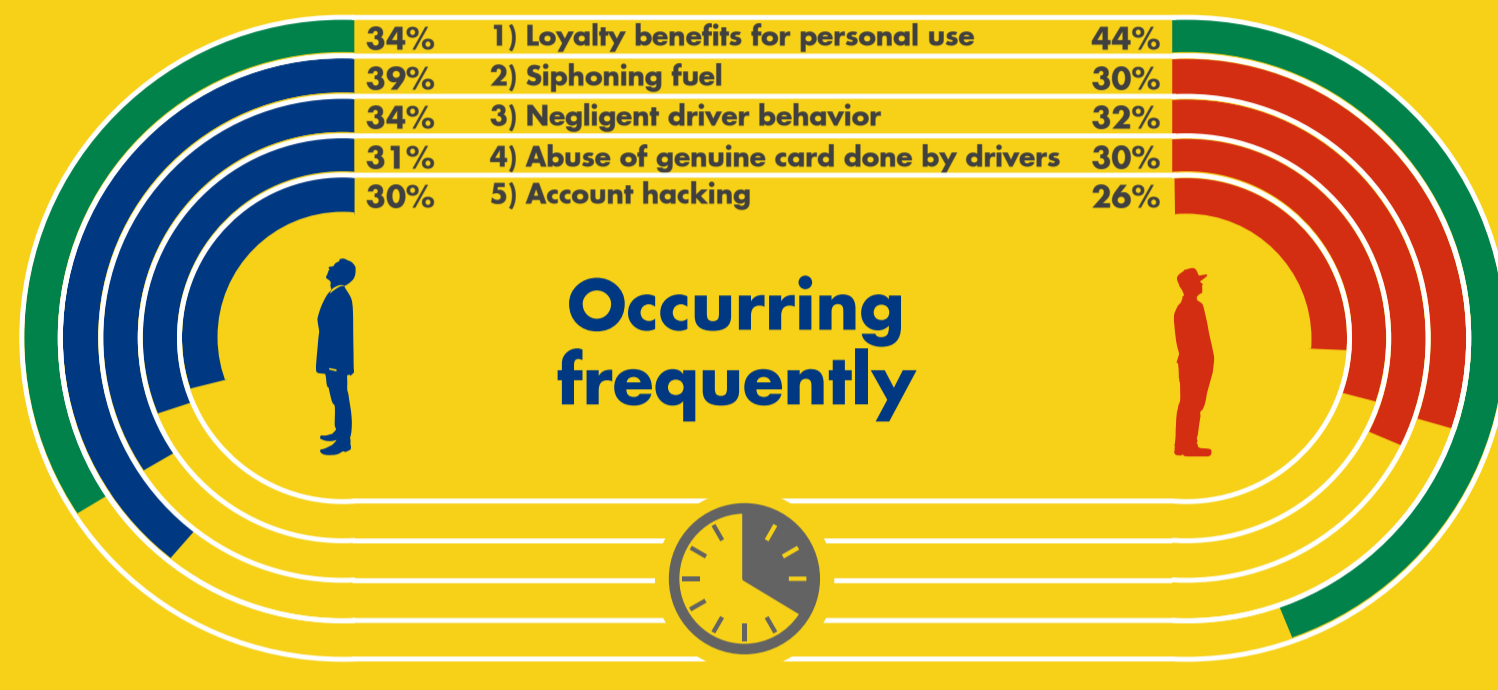 34% 1) Loyalty benefits for personal use 44%
39% 2) Siphoning fuel 30%
34% 3) Negligent driver behavior 32%
31% 4) Abuse of genuine card done by drivers 30%
30% 5) Account hacking 26%
Occurring
frequently